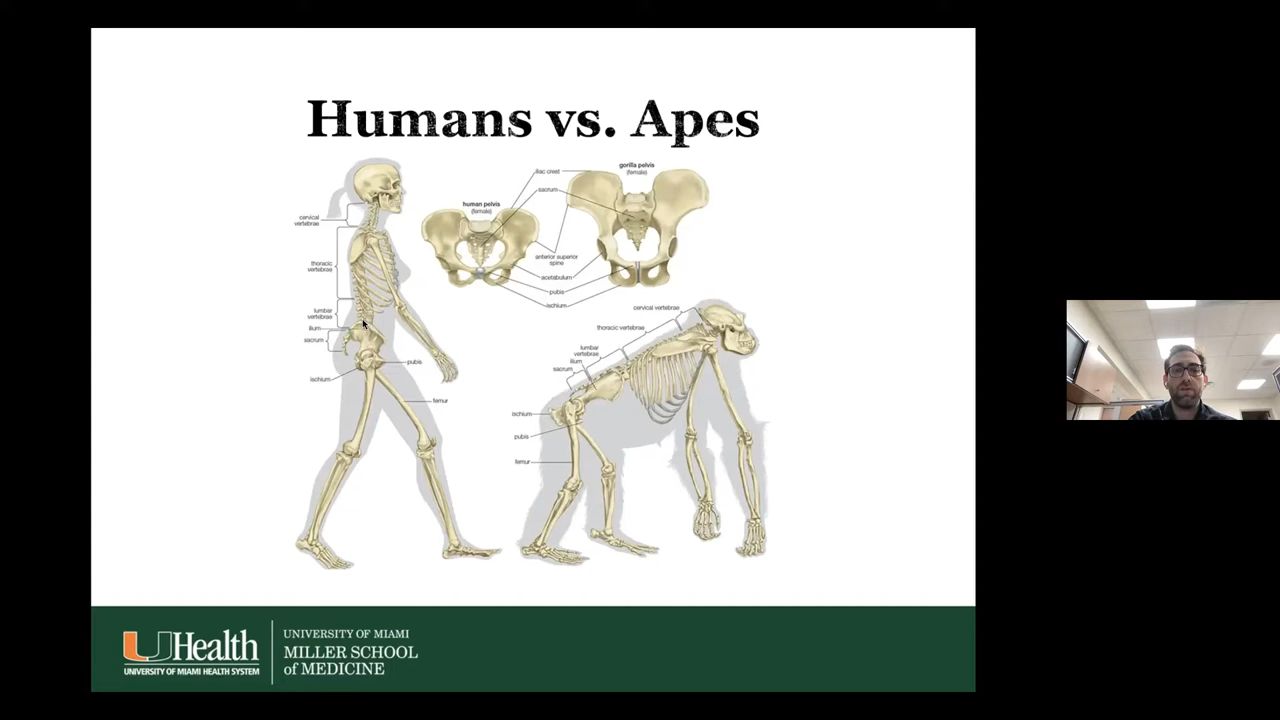 Humans vs. Apes
cervical
vertebrae
thoracic
vertebrae
lumbar
vertebrae
ilium
sacrum
ischium
pubis
femur
human pelvis
(female)
gorilla pelvis
(female)
iliac crest
sacrum
anterior superior
spine
acetabulum
pubis
ischium
cervical vertebrae
thoracic vertebrae
lumbar
vertebrae
ilium
sacrum
ischium
pubis
femur
UHealth
UNIVERSITY OF MIAMI HEALTH SYSTEM
UNIVERSITY OF MIAMI
MILLER SCHOOL
of MEDICINE